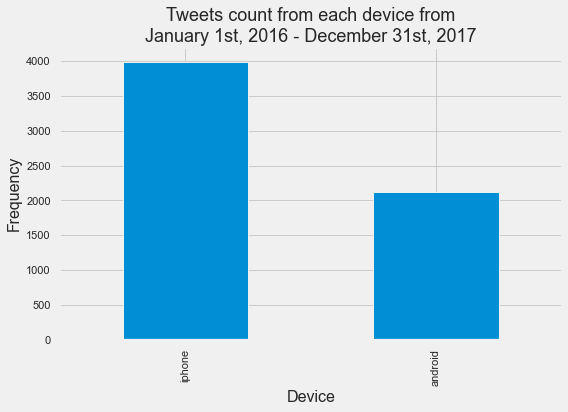 Tweets count from each device from
January 1st, 2016 - December 31st, 2017
4000
3500
3000
2500
2000
1500
1000
500
0
Frequency
iphone
android
Device